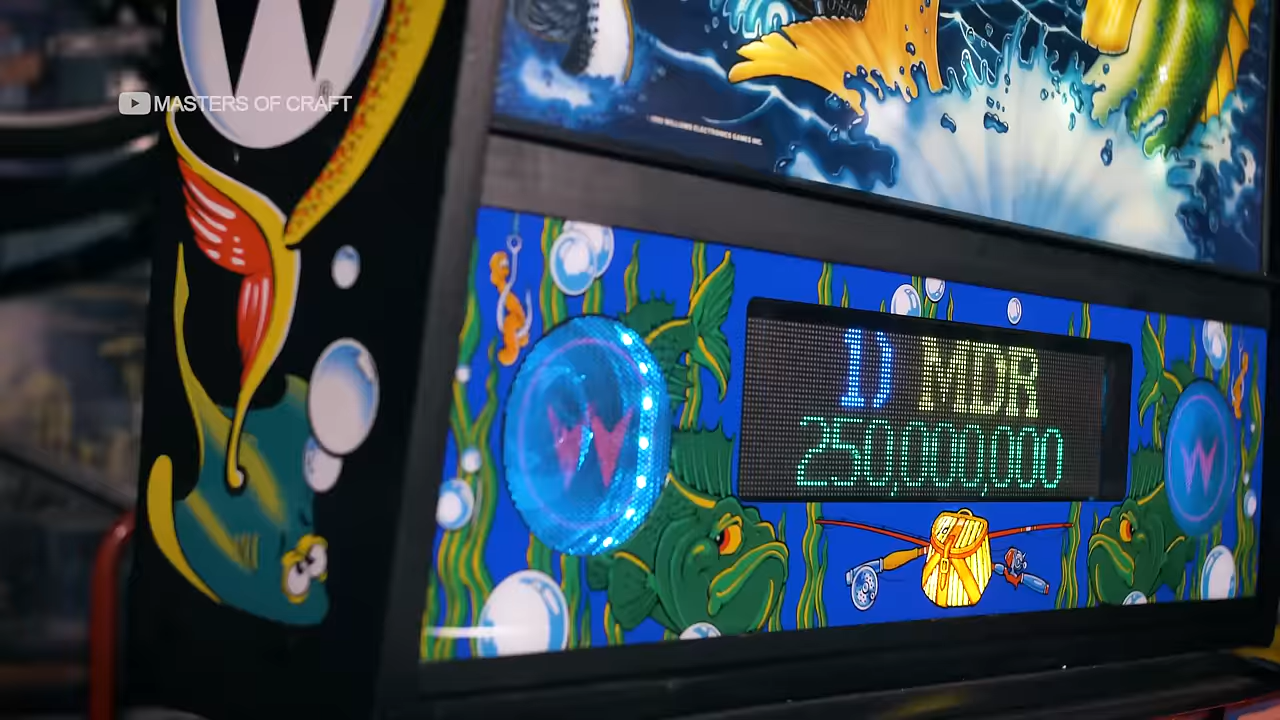 W
®
MASTERS OF CRAFT
W
1) MDR
250,000,000
W